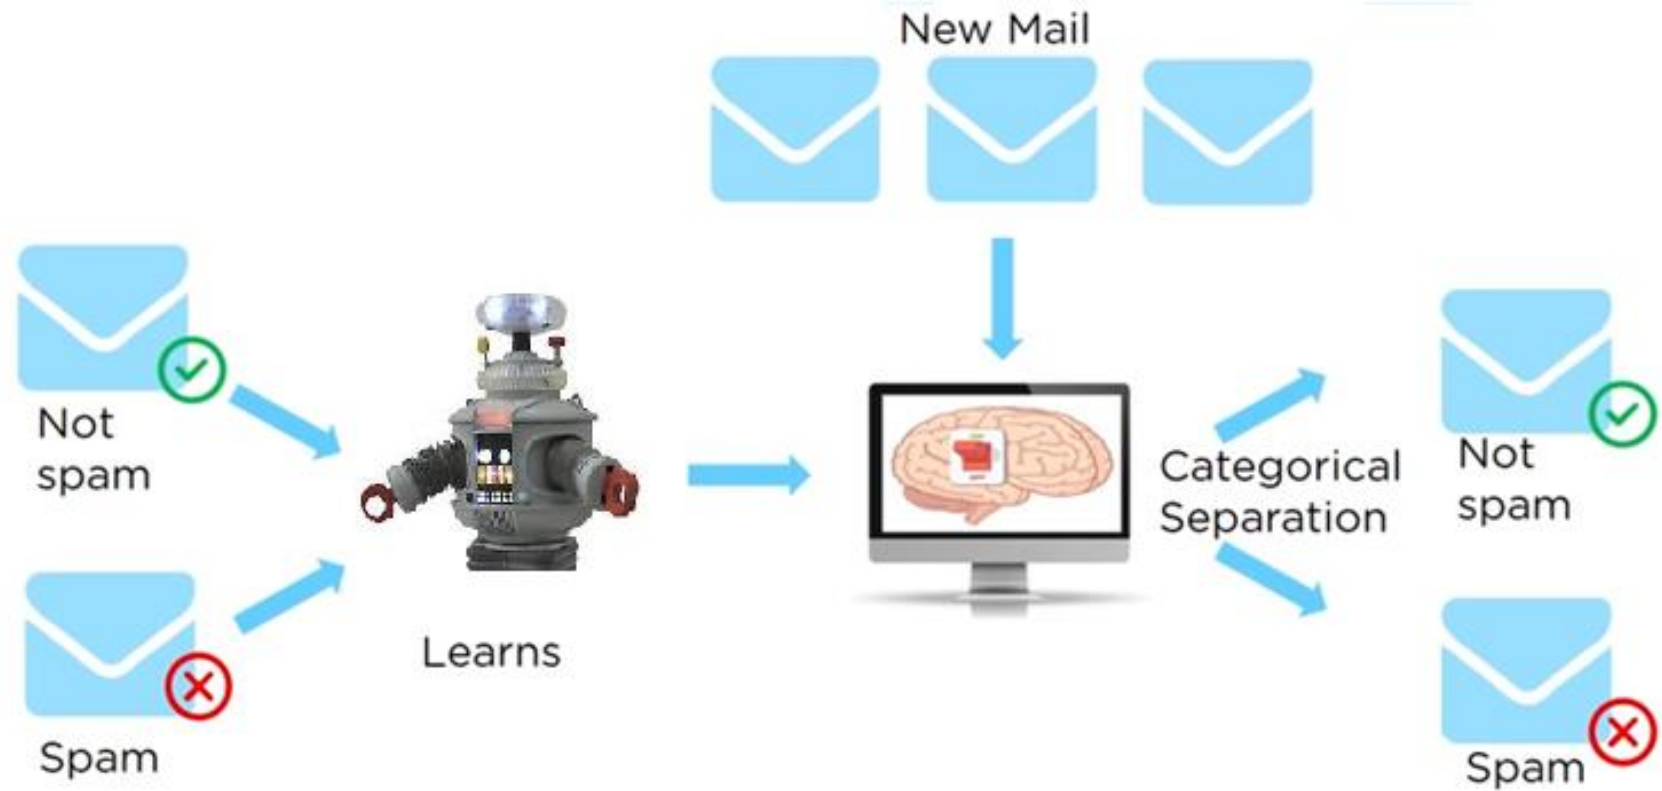 New Mail
Not
spam
Spam
Learns
Categorical
Separation
Not
spam
Spam